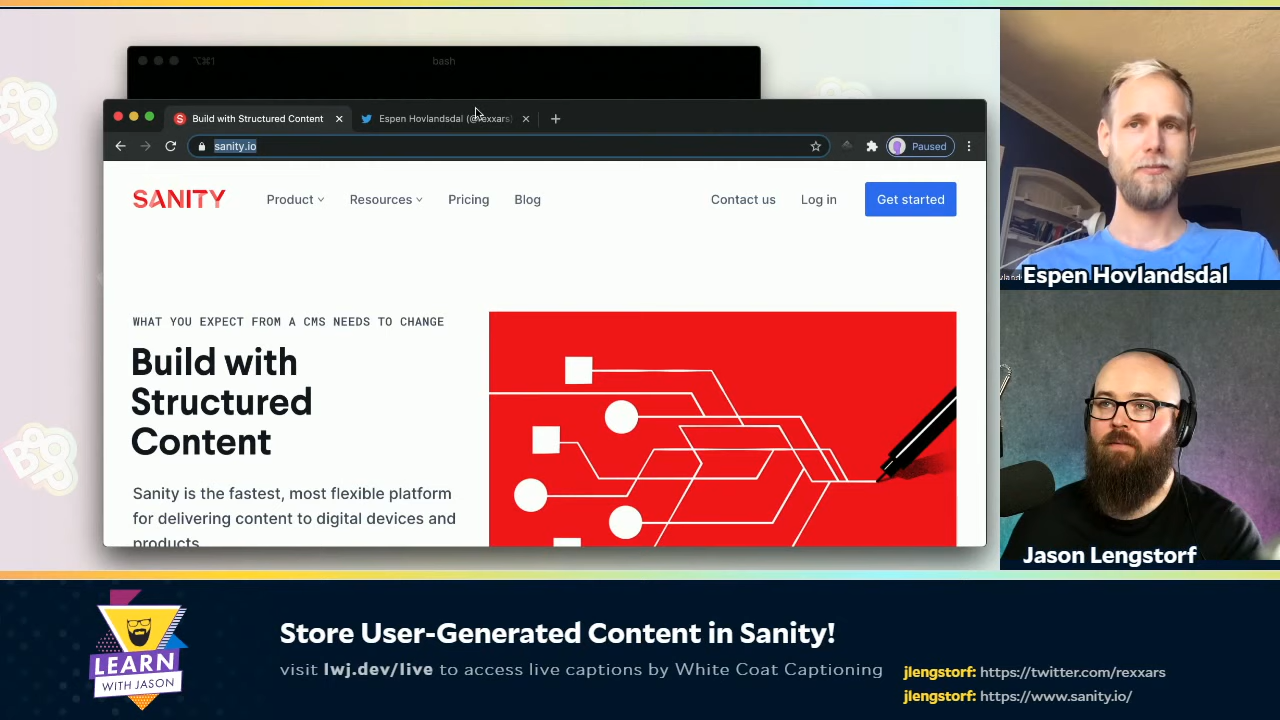 ⌥⌘1
bash
Build with Structured Content
Espen Hovlandsdal (@rexxars)
sanity.io
Paused
SANITY
Product
Resources
Pricing
Blog
Contact us
Log in
Get started
WHAT YOU EXPECT FROM A CMS NEEDS TO CHANGE
Build with
Structured
Content
Sanity is the fastest, most flexible platform
for delivering content to digital devices and
products
Espen Hovlandsdal
Jason Lengstorf
LEARN
WITH JASON
Store User-Generated Content in Sanity!
visit lwj.dev/live to access live captions by White Coat Captioning
jlengstorf: https://twitter.com/rexxars
jlengstorf: https://www.sanity.io/